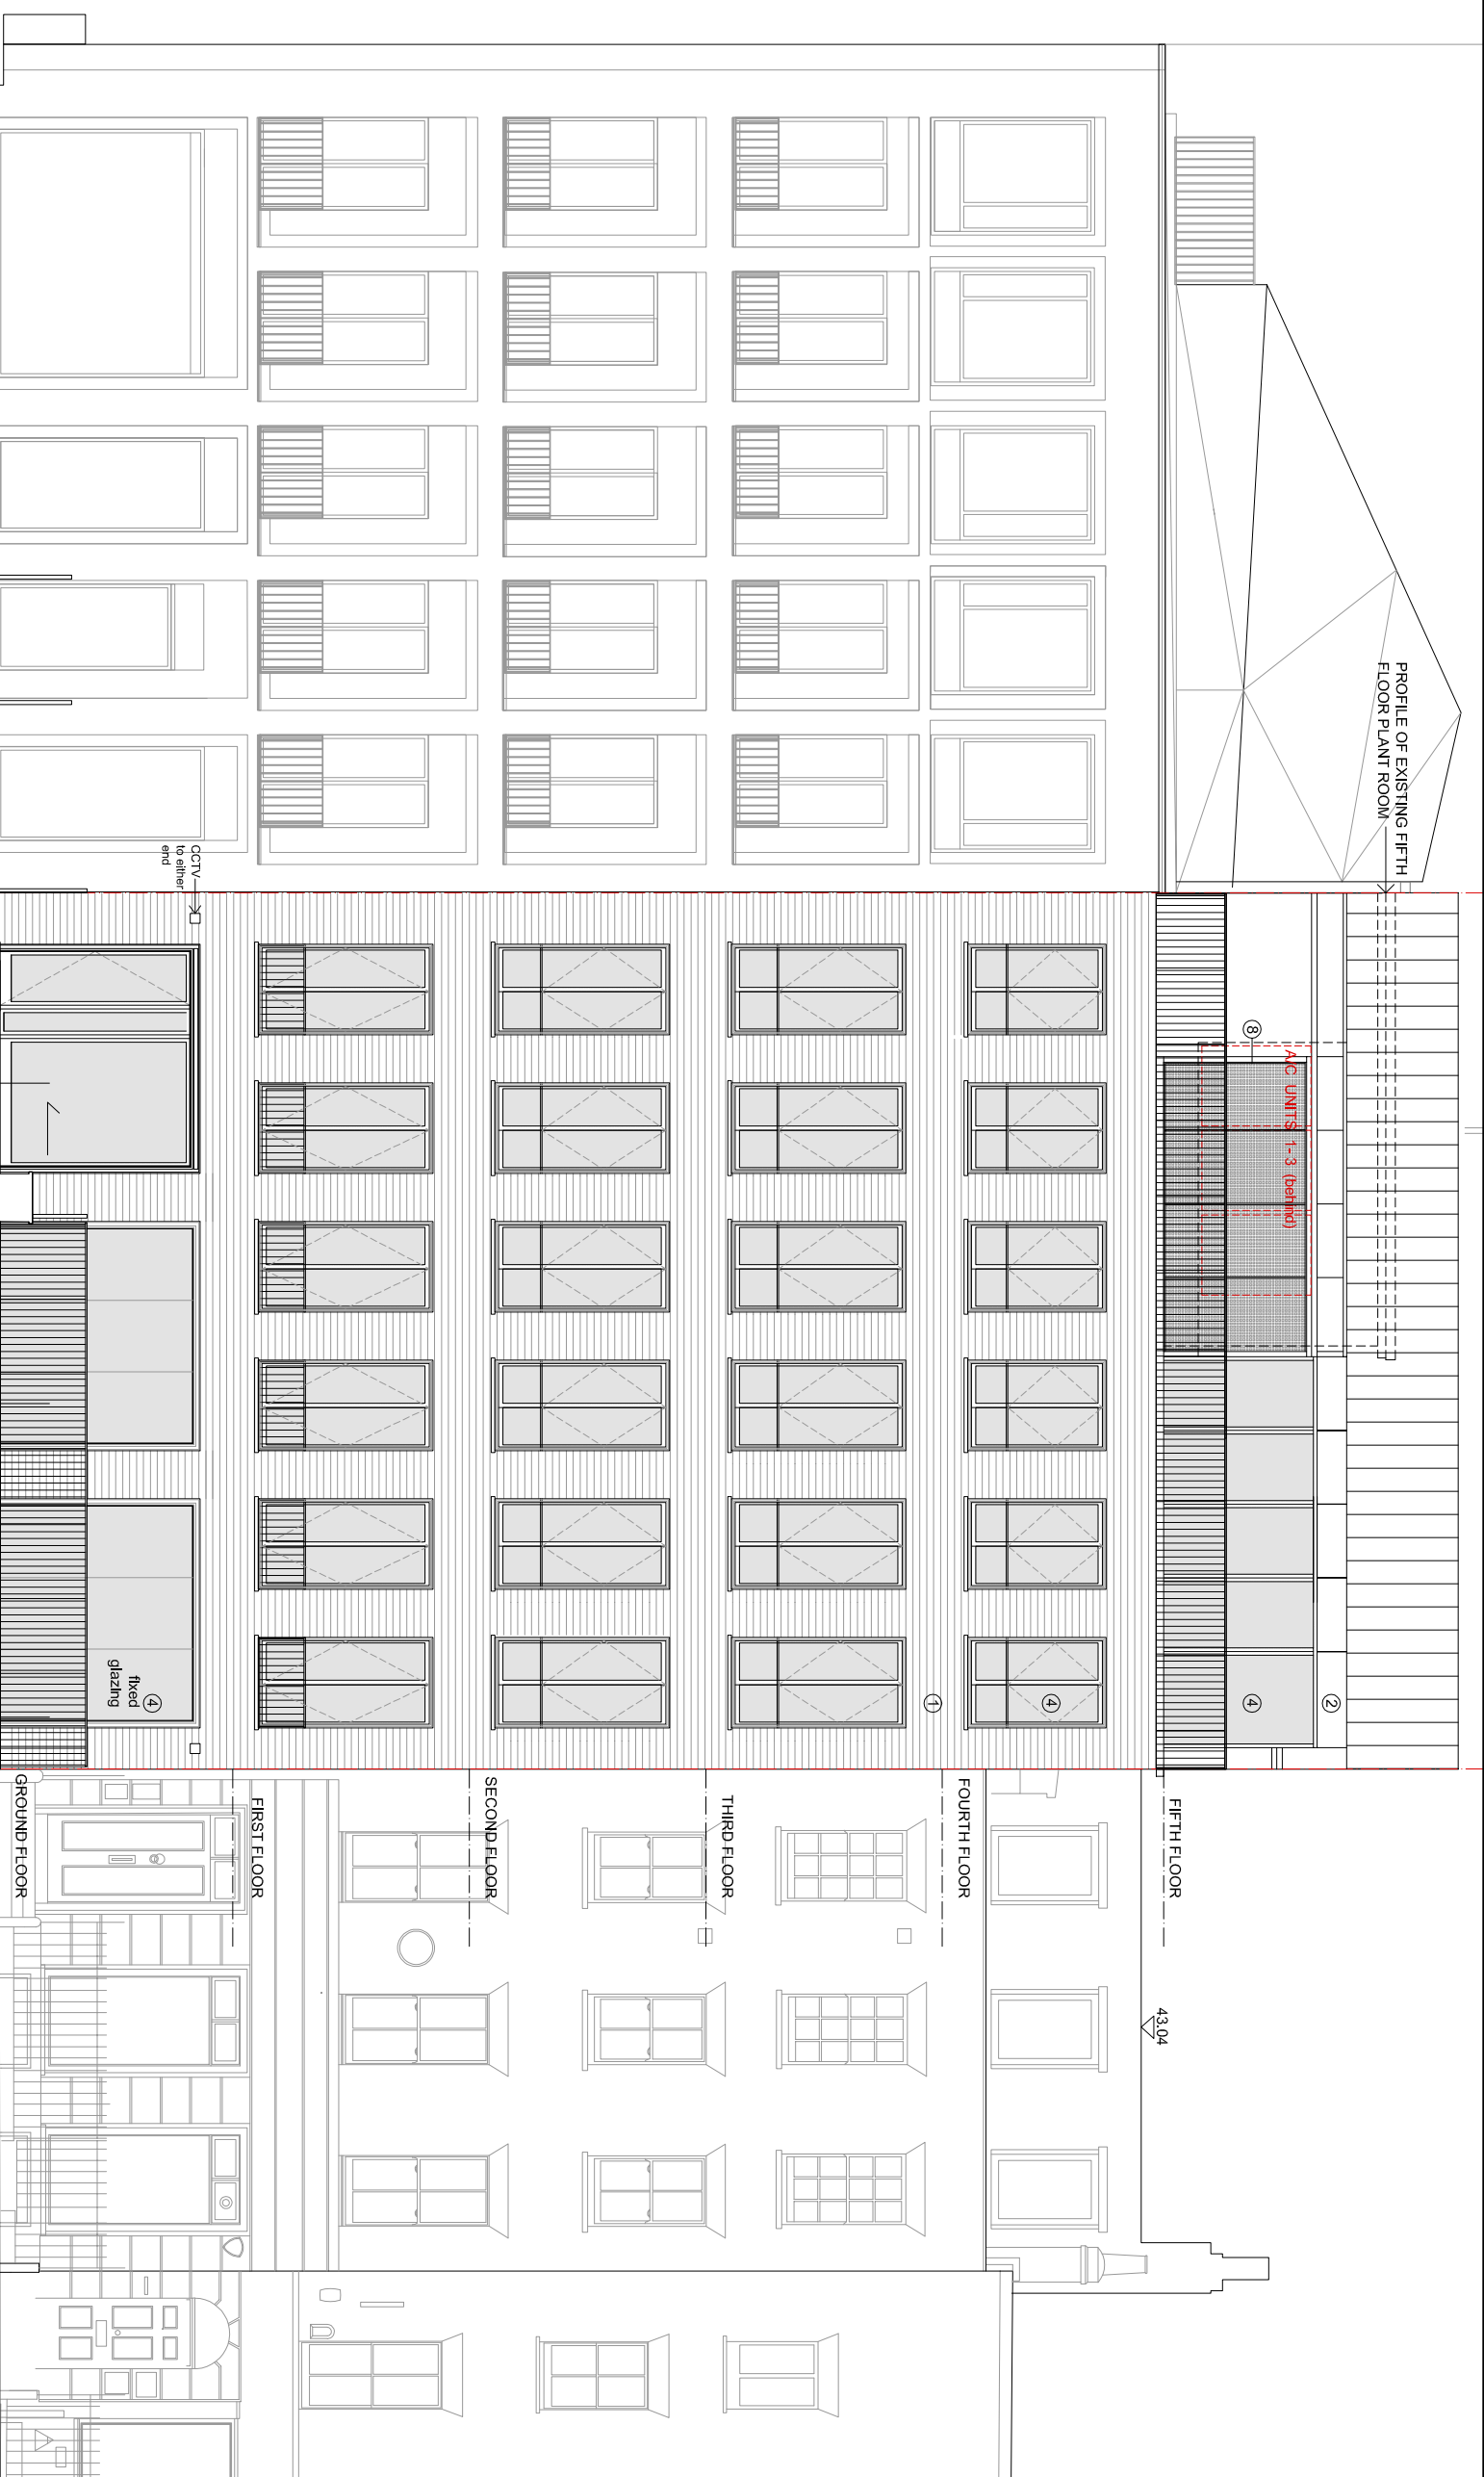 PROFILE OF EXISTING FIFTH
FLOOR PLANT ROOM
CCTV
to either
end
8
A/C UNITS 1-3 (behind)
2
4
4
1
4
fixed
glazing
FIFTH FLOOR
FOURTH FLOOR
THIRD FLOOR
SECOND FLOOR
FIRST FLOOR
GROUND FLOOR
43.04